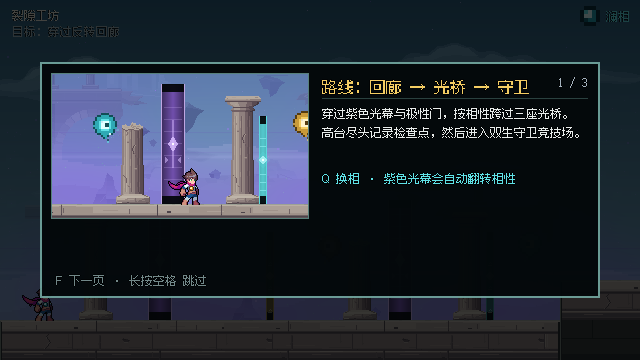 裂隙工坊
目标: 穿过反转回廊
澜相
路线: 回廊 → 光桥 → 守卫
1 / 3
穿过紫色光幕与极性门，按相性跨过三座光桥。
高台尽头记录检查点，然后进入双生守卫竞技场。
Q 换相 · 紫色光幕会自动翻转相性
F 下一页 · 长按空格 跳过